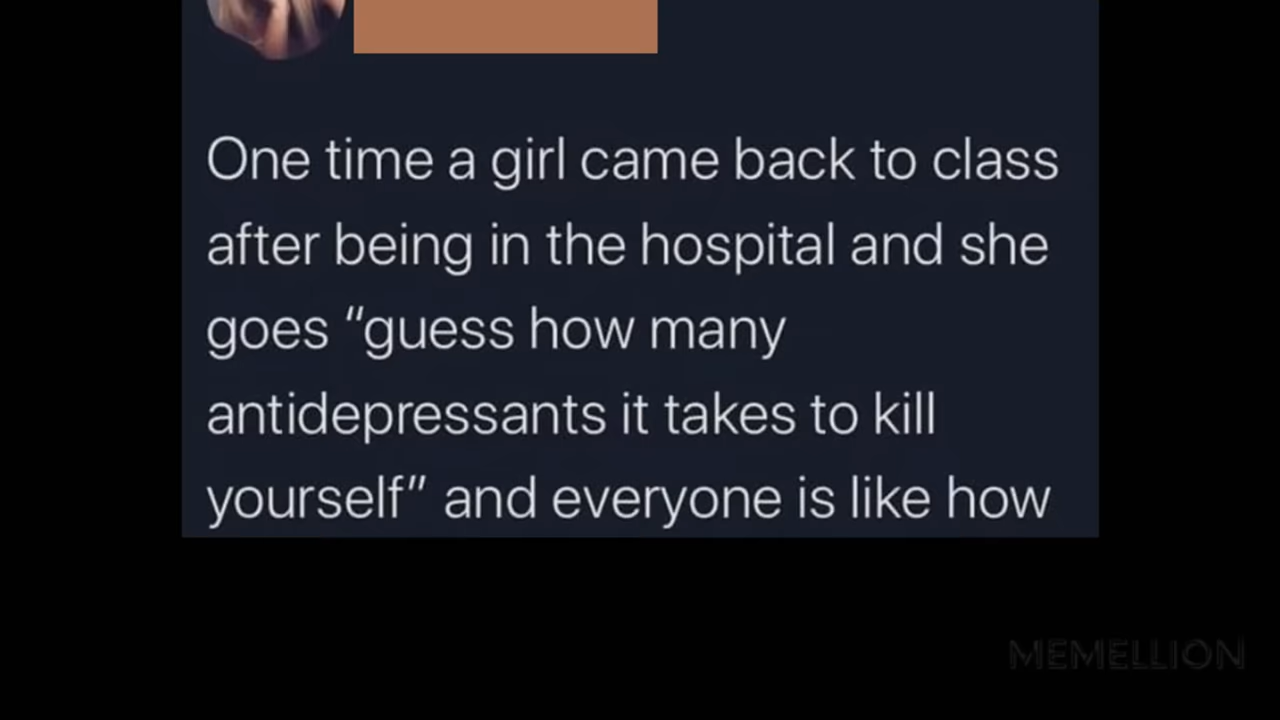 One time a girl came back to class
after being in the hospital and she
goes "guess how many
antidepressants it takes to kill
yourself" and everyone is like how
MEMELLION